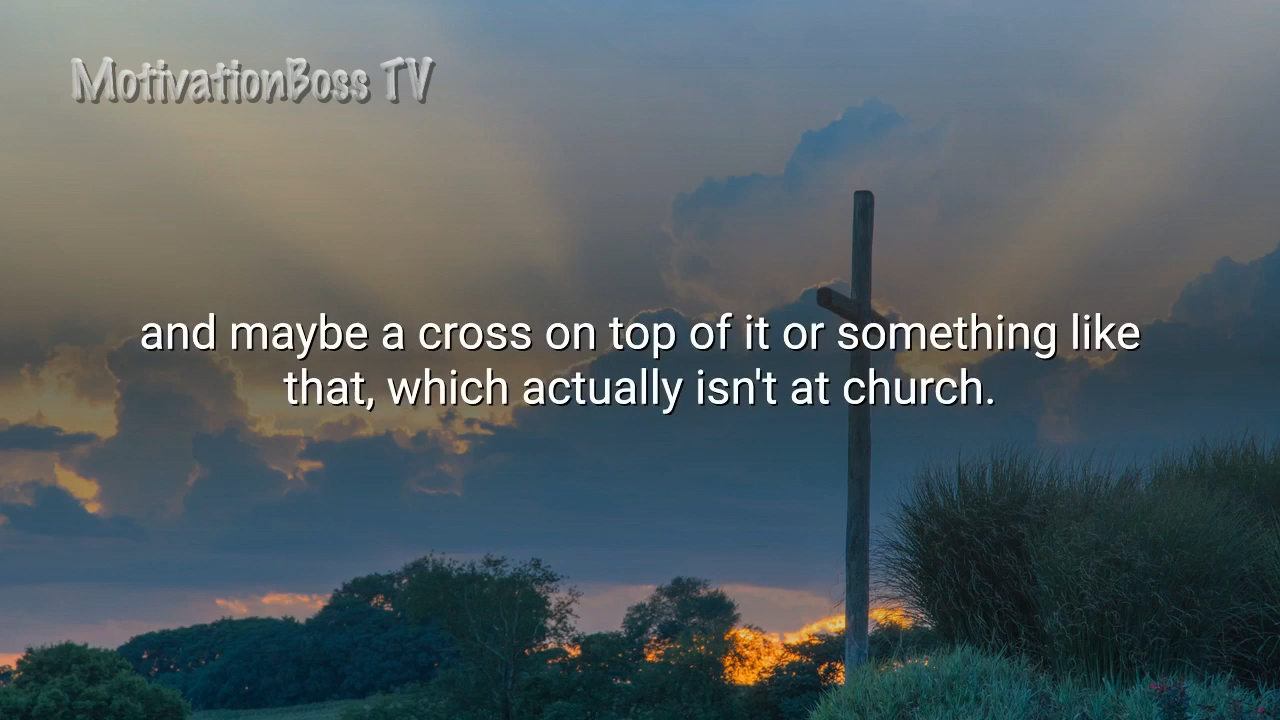 MotivationBoss TV
and maybe a cross on top of it or something like
that, which actually isn't at church.